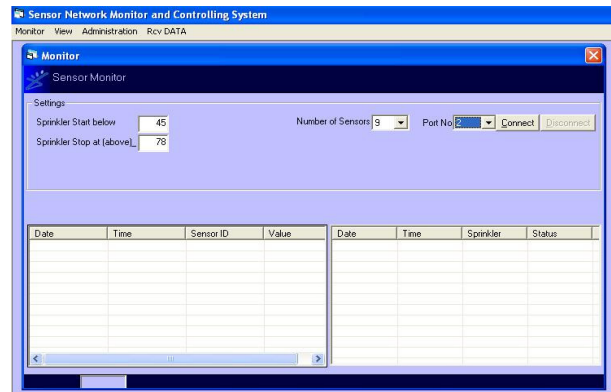 Sensor Network Monitor and Controlling System
Monitor View Administration Rcv DATA
Monitor
Sensor Monitor
Settings
Sprinkler Start below 45 Number of Sensors 9 Port No 2 Connect Disconnect
Sprinkler Stop at (above)_ 78
Date Time Sensor ID Value Date Time Sprinkler Status